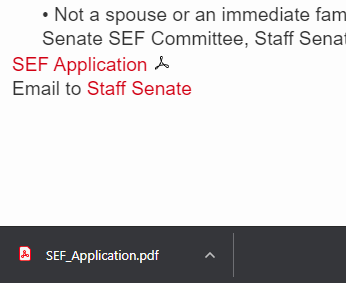 • Not a spouse or an immediate fam
Senate SEF Committee, Staff Senat
SEF Application
Email to Staff Senate
SEF_Application.pdf